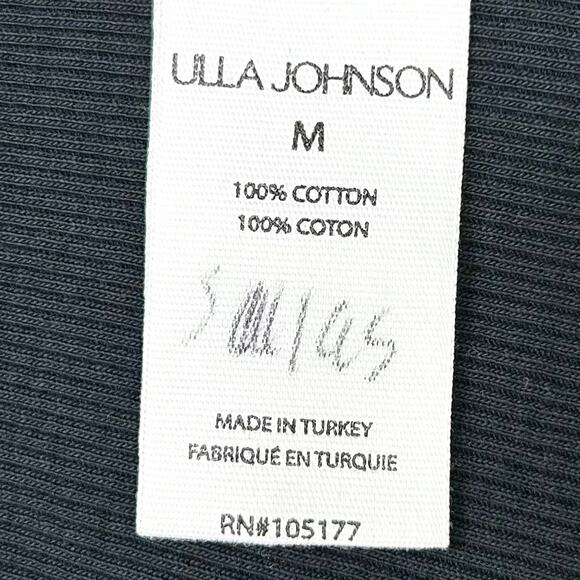 ULLA JOHNSON
M
100% COTTON
100% COTON
MADE IN TURKEY
FABRIQUÉ EN TURQUIE
RN#105177